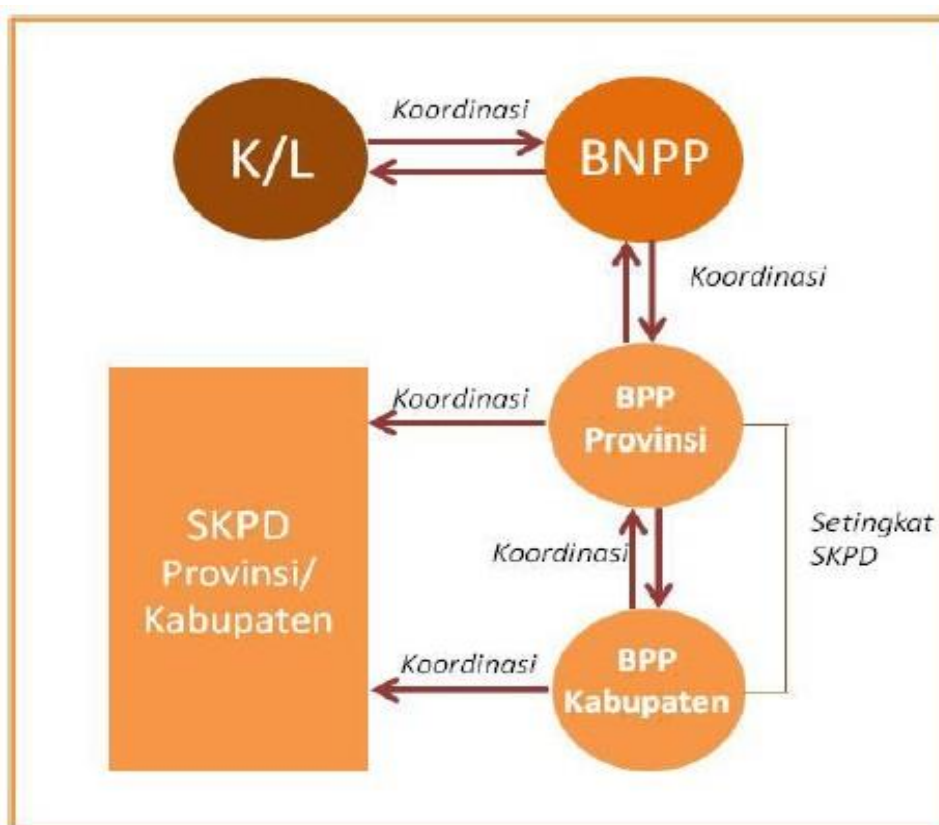 Koordinasi
K/L
BNPP
Koordinasi
Koordinasi
BPP
Provinsi
SKPD
Provinsi/
Kabupaten
Setingkat
SKPD
Koordinasi
Koordinasi
BPP
Kabupaten